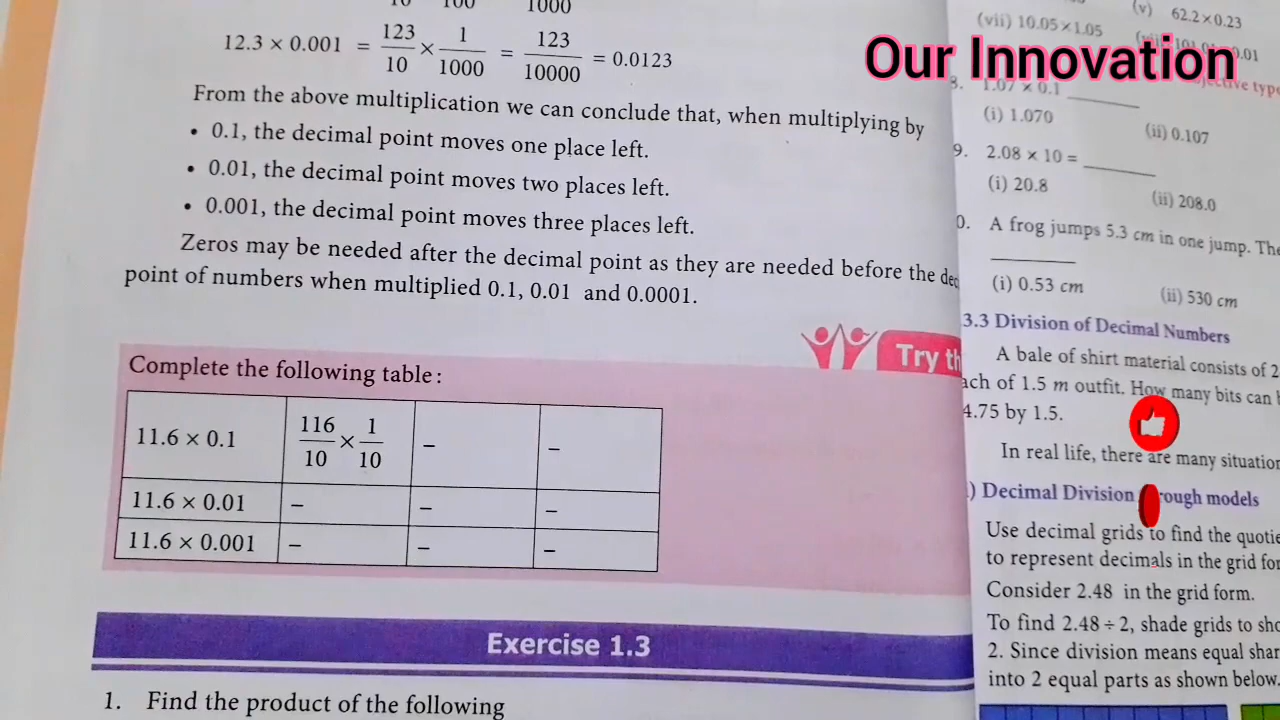 1000
12.3 × 0.001 = 123/10 × 1/1000 = 123/10000 = 0.0123
From the above multiplication we can conclude that, when multiplying by
• 0.1, the decimal point moves one place left.
• 0.01, the decimal point moves two places left.
• 0.001, the decimal point moves three places left.
Zeros may be needed after the decimal point as they are needed before the dec
point of numbers when multiplied 0.1, 0.01 and 0.0001.
Try th
Complete the following table :
11.6 × 0.1 116/10 × 1/10 – –
11.6 × 0.01 – – –
11.6 × 0.001 – – –
Exercise 1.3
1. Find the product of the following
Our Innovation
(v) 62.2×0.23
(vii) 10.05×1.05
1.07 × 0.1
(i) 1.070 (ii) 0.107
9. 2.08 × 10 =
(i) 20.8 (ii) 208.0
0. A frog jumps 5.3 cm in one jump. The
(i) 0.53 cm (ii) 530 cm
3.3 Division of Decimal Numbers
A bale of shirt material consists of 2
ach of 1.5 m outfit. How many bits can
4.75 by 1.5.
In real life, there are many situation
) Decimal Division rough models
Use decimal grids to find the quotie
to represent decimals in the grid for
Consider 2.48 in the grid form.
To find 2.48 ÷ 2, shade grids to sho
2. Since division means equal shar
into 2 equal parts as shown below.